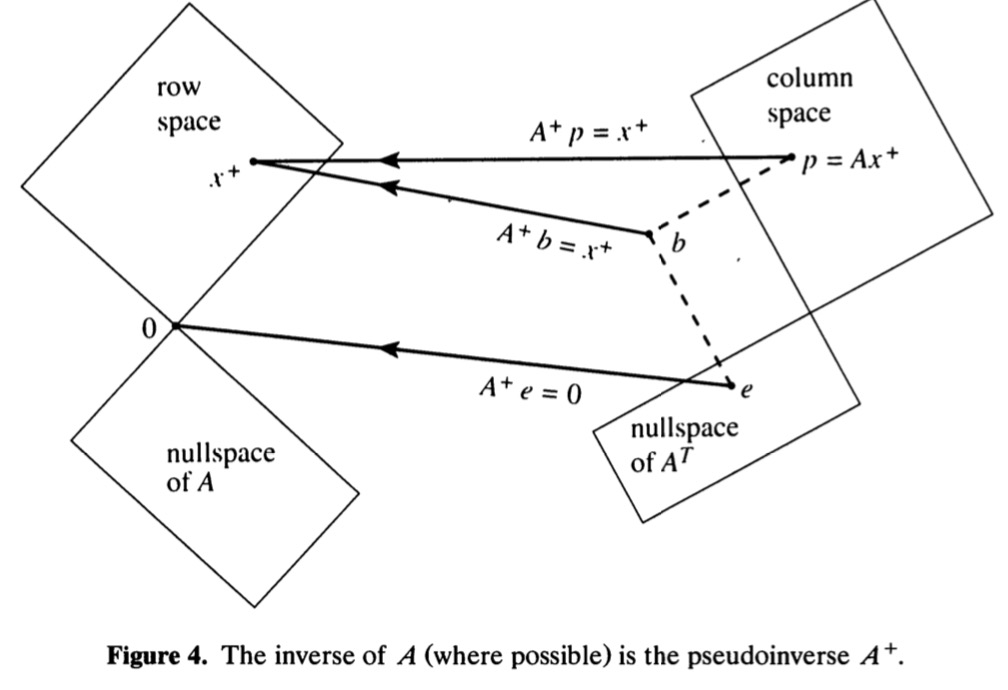 row
space
column
space
A⁺ p = x⁺
p = Ax⁺
x⁺
A⁺ b = x⁺
b
0
A⁺ e = 0
e
nullspace
of A
nullspace
of Aᵀ
Figure 4. The inverse of A (where possible) is the pseudoinverse A⁺.